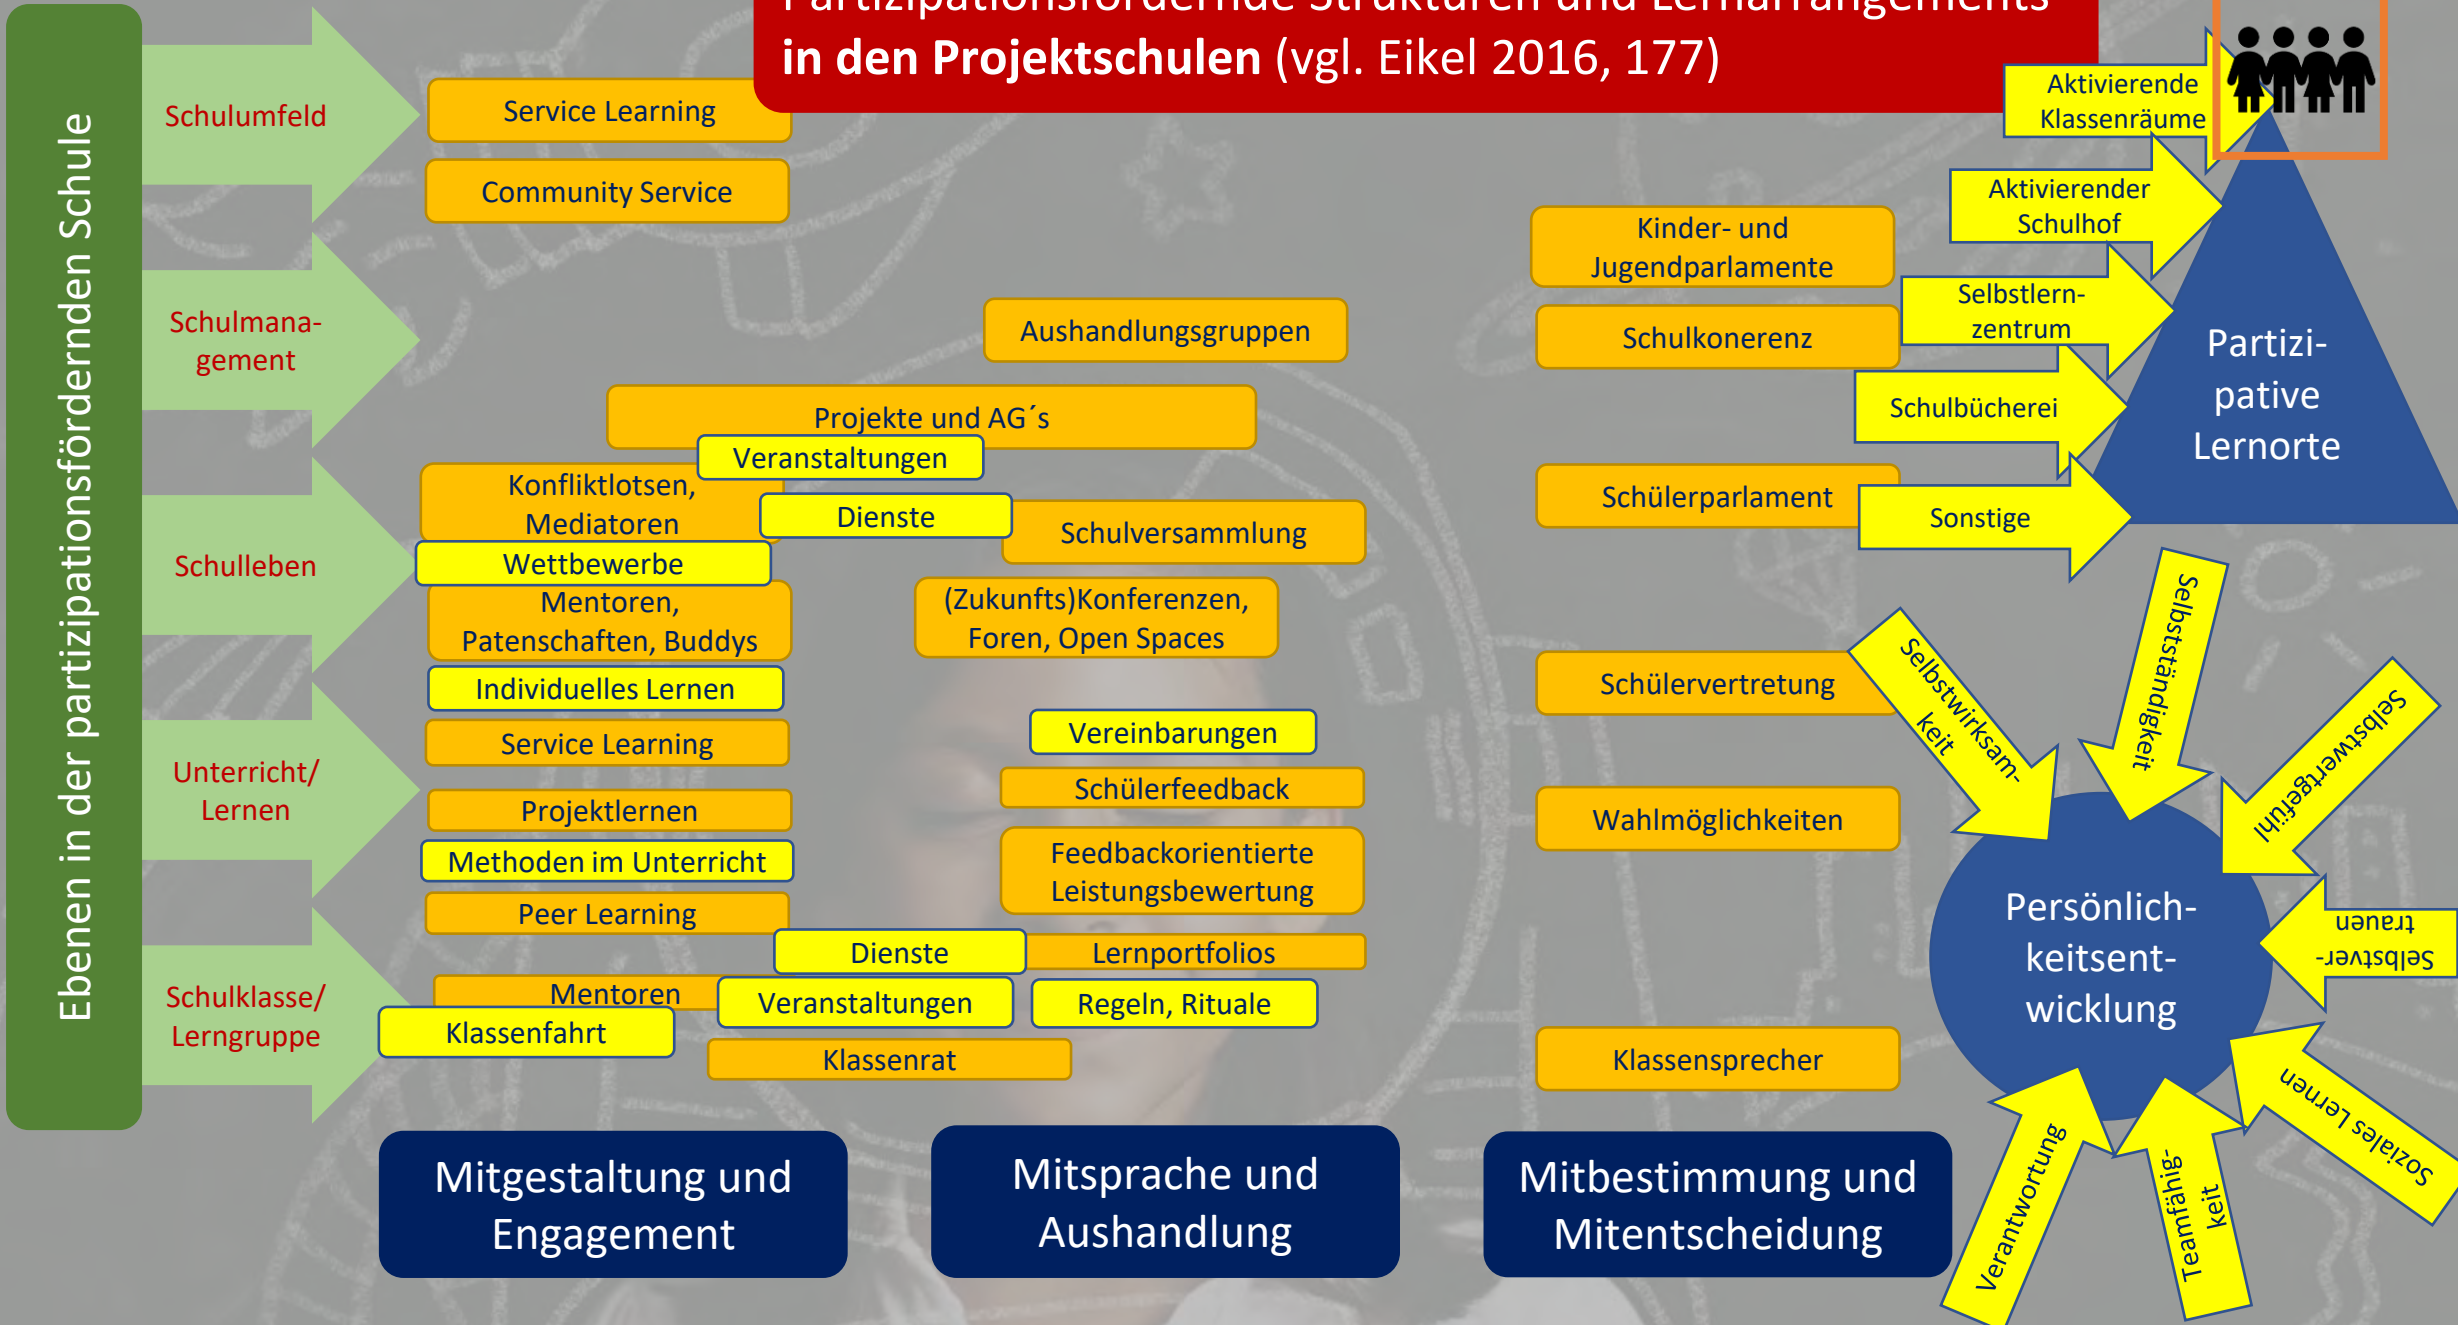 Partizipationsfördernde Strukturen und Lernarrangements
in den Projektschulen (vgl. Eikel 2016, 177)
Ebenen in der partizipationsfördernden Schule
Schulumfeld
Schulmana-
gement
Schulleben
Unterricht/
Lernen
Schulklasse/
Lerngruppe
Service Learning
Community Service
Aushandlungsgruppen
Projekte und AG´s
Veranstaltungen
Konfliktlotsen,
Mediatoren
Dienste
Schulversammlung
Wettbewerbe
Mentoren,
Patenschaften, Buddys
(Zukunfts)Konferenzen,
Foren, Open Spaces
Individuelles Lernen
Service Learning
Vereinbarungen
Schülerfeedback
Projektlernen
Methoden im Unterricht
Feedbackorientierte
Leistungsbewertung
Peer Learning
Dienste
Lernportfolios
Mentoren
Veranstaltungen
Regeln, Rituale
Klassenfahrt
Klassenrat
Kinder- und
Jugendparlamente
Schulkonerenz
Schülerparlament
Schülervertretung
Wahlmöglichkeiten
Klassensprecher
Aktivierende
Klassenräume
Aktivierender
Schulhof
Selbstlern-
zentrum
Schulbücherei
Sonstige
Partizi-
pative
Lernorte
Selbstwirksam-
keit
Selbstständigkeit
Selbstwertgefühl
Selbstver-
trauen
Soziales Lernen
Teamfähig-
keit
Verantwortung
Persönlich-
keitsent-
wicklung
Mitgestaltung und
Engagement
Mitsprache und
Aushandlung
Mitbestimmung und
Mitentscheidung